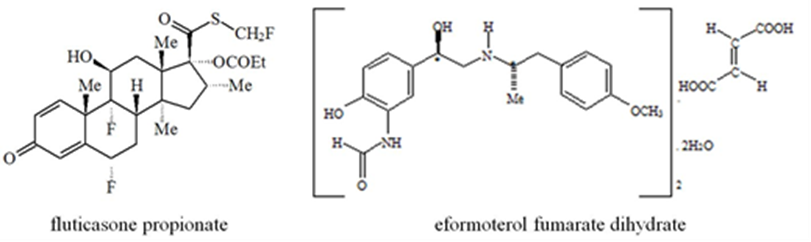 O
S
CH₂F
Me
HO
OCOEt
Me
H
Me
F
Me
O
F
fluticasone propionate
OH
H
N
*
Me
OCH₃
HO
H
NH
O
2
H
COOH
C
C
HOOC
H
.
. 2H₂O
eformoterol fumarate dihydrate